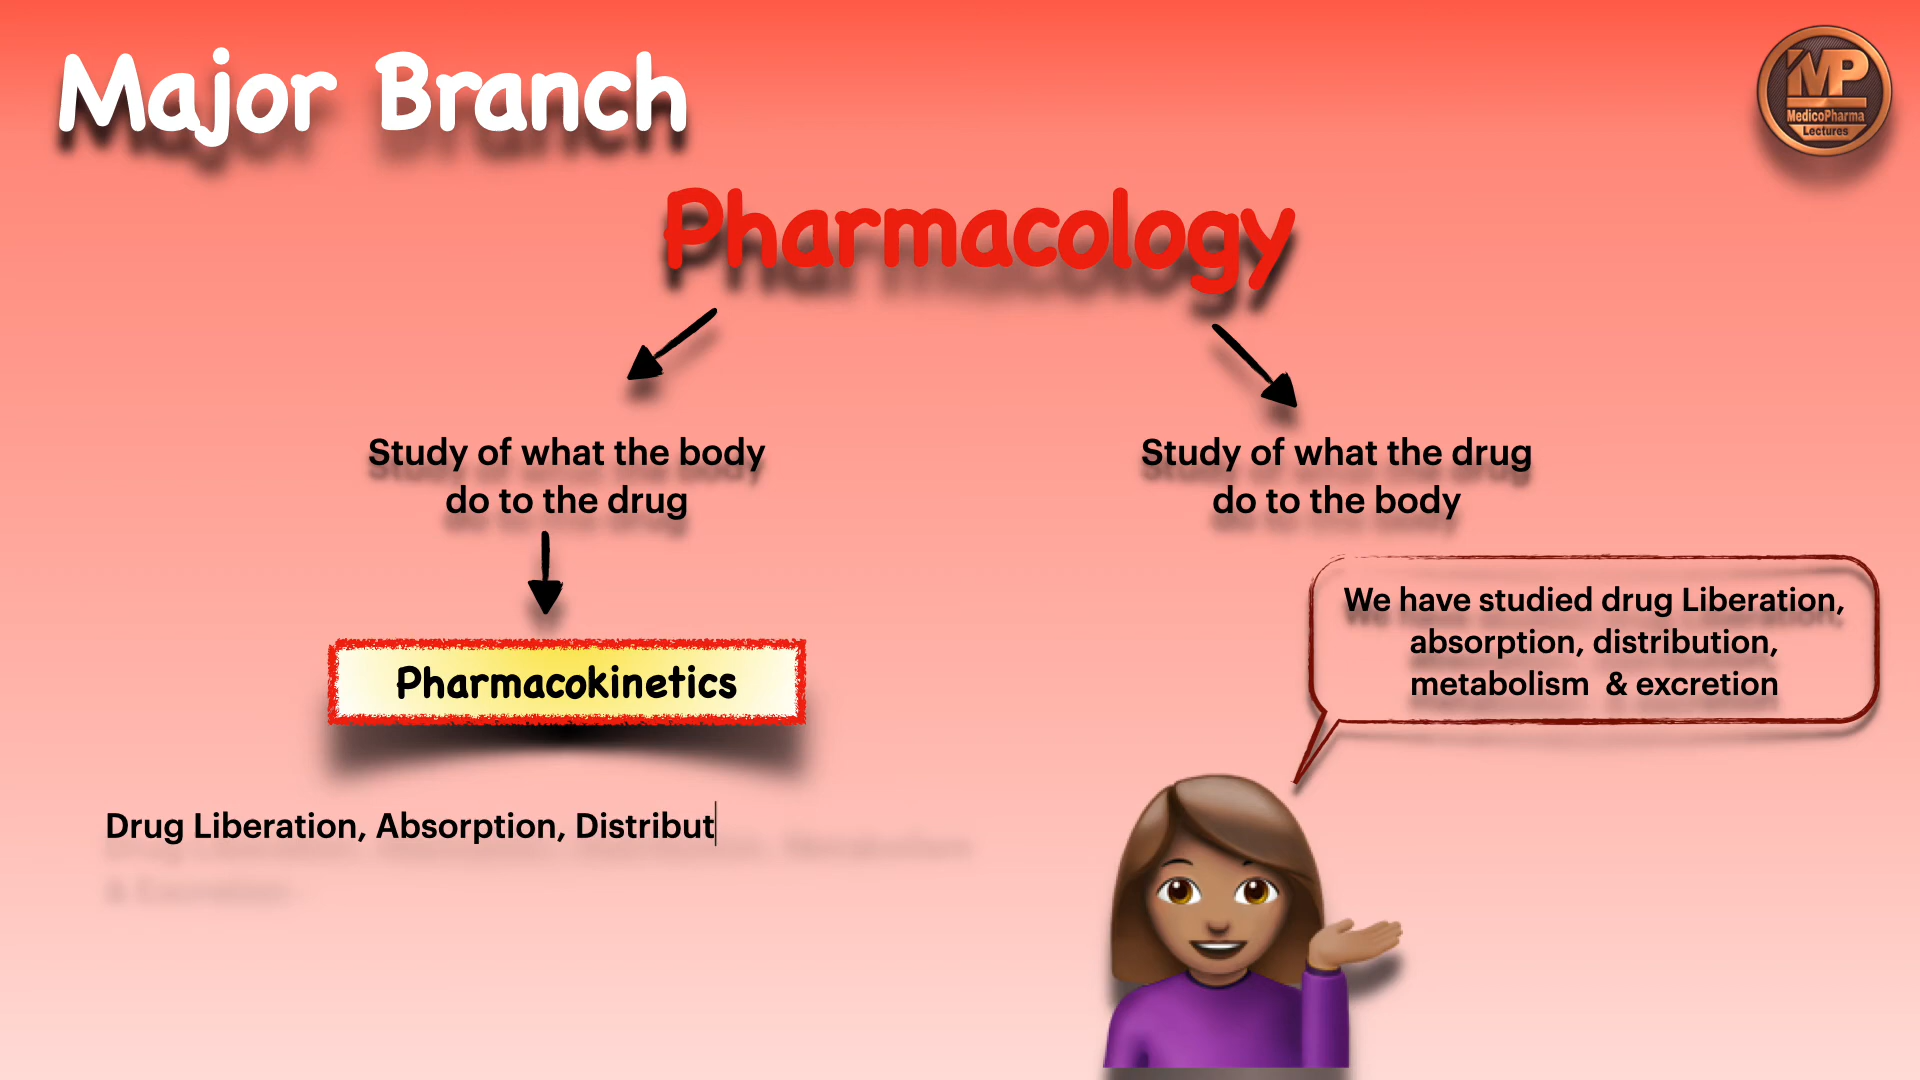 Major Branch
MP
MedicoPharma
Lectures
Pharmacology
Study of what the body
do to the drug
Study of what the drug
do to the body
We have studied drug Liberation,
absorption, distribution,
metabolism & excretion
Pharmacokinetics
Drug Liberation, Absorption, Distribut